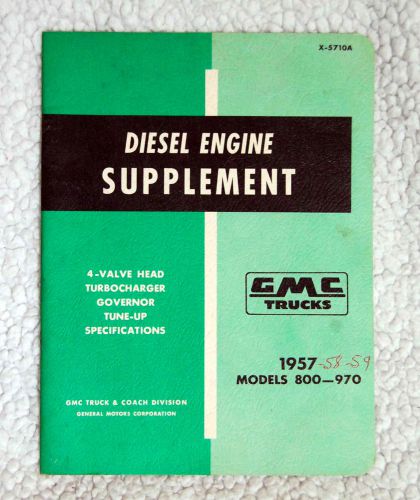 X-5710A
DIESEL ENGINE
SUPPLEMENT
4-VALVE HEAD
TURBOCHARGER
GOVERNOR
TUNE-UP
SPECIFICATIONS
GMC
TRUCKS
1957-58-59
MODELS 800—970
GMC TRUCK & COACH DIVISION
GENERAL MOTORS CORPORATION